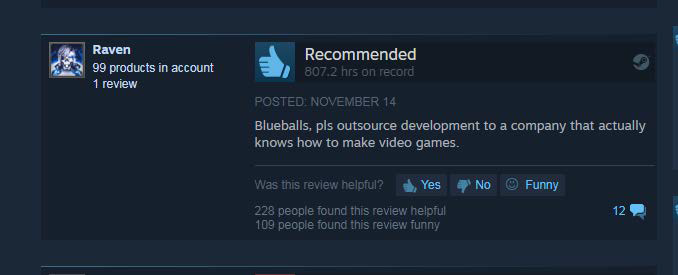 Raven
99 products in account
1 review
Recommended
807.2 hrs on record
POSTED: NOVEMBER 14
Blueballs, pls outsource development to a company that actually
knows how to make video games.
Was this review helpful? Yes No Funny
228 people found this review helpful
12
109 people found this review funny